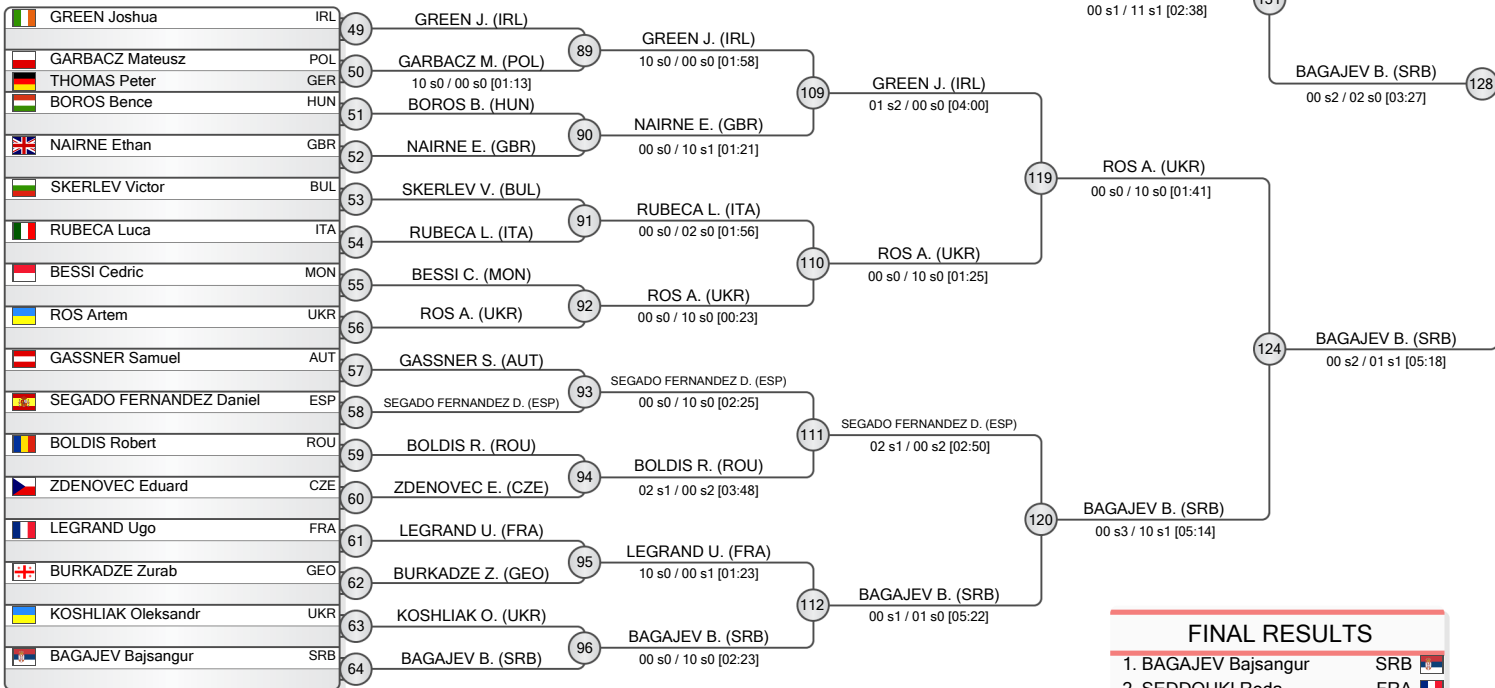 GREEN Joshua IRL
GARBACZ Mateusz POL
THOMAS Peter GER
BOROS Bence HUN
NAIRNE Ethan GBR
SKERLEV Victor BUL
RUBECA Luca ITA
BESSI Cedric MON
ROS Artem UKR
GASSNER Samuel AUT
SEGADO FERNANDEZ Daniel ESP
BOLDIS Robert ROU
ZDENOVEC Eduard CZE
LEGRAND Ugo FRA
BURKADZE Zurab GEO
KOSHLIAK Oleksandr UKR
BAGAJEV Bajsangur SRB
49
50
51
52
53
54
55
56
57
58
59
60
61
62
63
64
GREEN J. (IRL)
GARBACZ M. (POL)
10 s0 / 00 s0 [01:13]
BOROS B. (HUN)
NAIRNE E. (GBR)
SKERLEV V. (BUL)
RUBECA L. (ITA)
BESSI C. (MON)
ROS A. (UKR)
GASSNER S. (AUT)
SEGADO FERNANDEZ D. (ESP)
BOLDIS R. (ROU)
ZDENOVEC E. (CZE)
LEGRAND U. (FRA)
BURKADZE Z. (GEO)
KOSHLIAK O. (UKR)
BAGAJEV B. (SRB)
89
90
91
92
93
94
95
96
GREEN J. (IRL)
10 s0 / 00 s0 [01:58]
NAIRNE E. (GBR)
00 s0 / 10 s1 [01:21]
RUBECA L. (ITA)
00 s0 / 02 s0 [01:56]
ROS A. (UKR)
00 s0 / 10 s0 [00:23]
SEGADO FERNANDEZ D. (ESP)
00 s0 / 10 s0 [02:25]
BOLDIS R. (ROU)
02 s1 / 00 s2 [03:48]
LEGRAND U. (FRA)
10 s0 / 00 s1 [01:23]
BAGAJEV B. (SRB)
00 s0 / 10 s0 [02:23]
109
110
111
112
GREEN J. (IRL)
01 s2 / 00 s0 [04:00]
ROS A. (UKR)
00 s0 / 10 s0 [01:25]
SEGADO FERNANDEZ D. (ESP)
02 s1 / 00 s2 [02:50]
BAGAJEV B. (SRB)
00 s1 / 01 s0 [05:22]
119
120
00 s1 / 11 s1 [02:38]
ROS A. (UKR)
00 s0 / 10 s0 [01:41]
BAGAJEV B. (SRB)
00 s3 / 10 s1 [05:14]
124
BAGAJEV B. (SRB)
00 s2 / 02 s0 [03:27]
128
BAGAJEV B. (SRB)
00 s2 / 01 s1 [05:18]
FINAL RESULTS
1. BAGAJEV Bajsangur SRB
2. SEDDOUKI Reda FRA